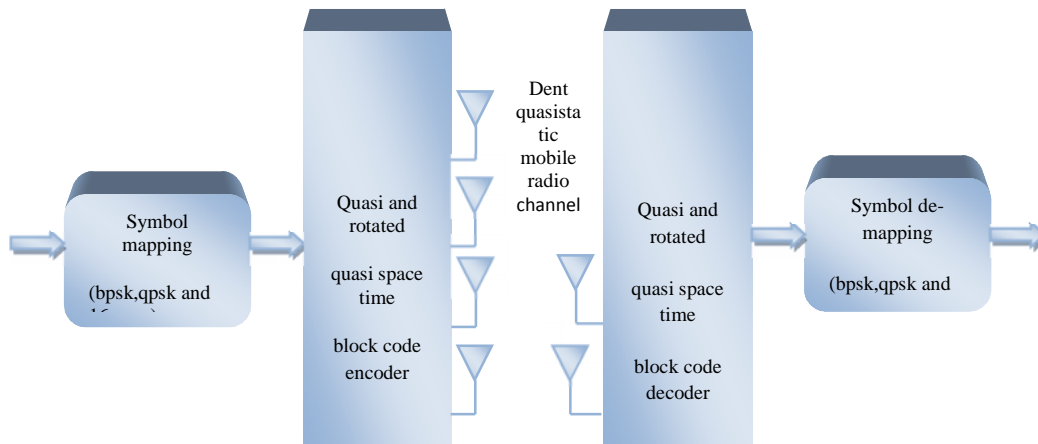 Symbol
mapping
(bpsk,qpsk and
Quasi and
rotated
quasi space
time
block code
encoder
Dent
quasista
tic
mobile
radio
channel
Quasi and
rotated
quasi space
time
block code
decoder
Symbol de-
mapping
(bpsk,qpsk and